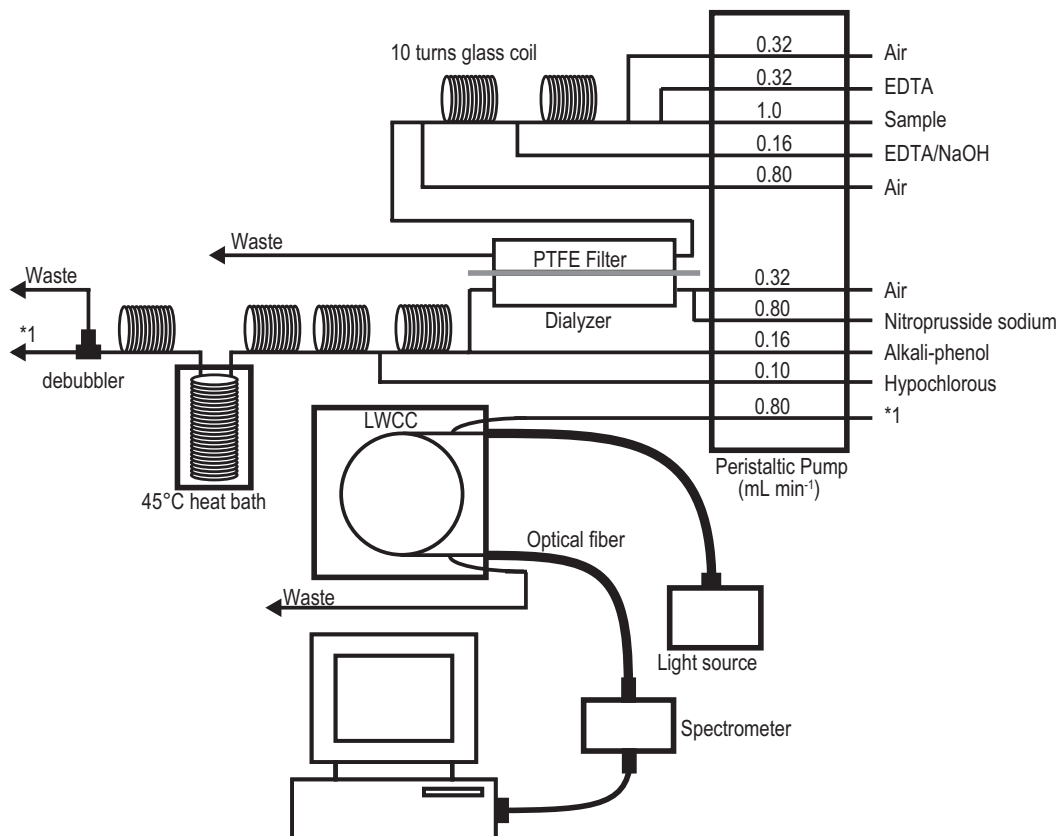 10 turns glass coil
0.32 Air
0.32 EDTA
1.0 Sample
0.16 EDTA/NaOH
0.80 Air
Waste
PTFE Filter
Dialyzer
0.32 Air
0.80 Nitroprusside sodium
0.16 Alkali-phenol
0.10 Hypochlorous
0.80 *1
Peristaltic Pump
(mL min⁻¹)
Waste
*1
debubbler
45°C heat bath
LWCC
Optical fiber
Waste
Light source
Spectrometer